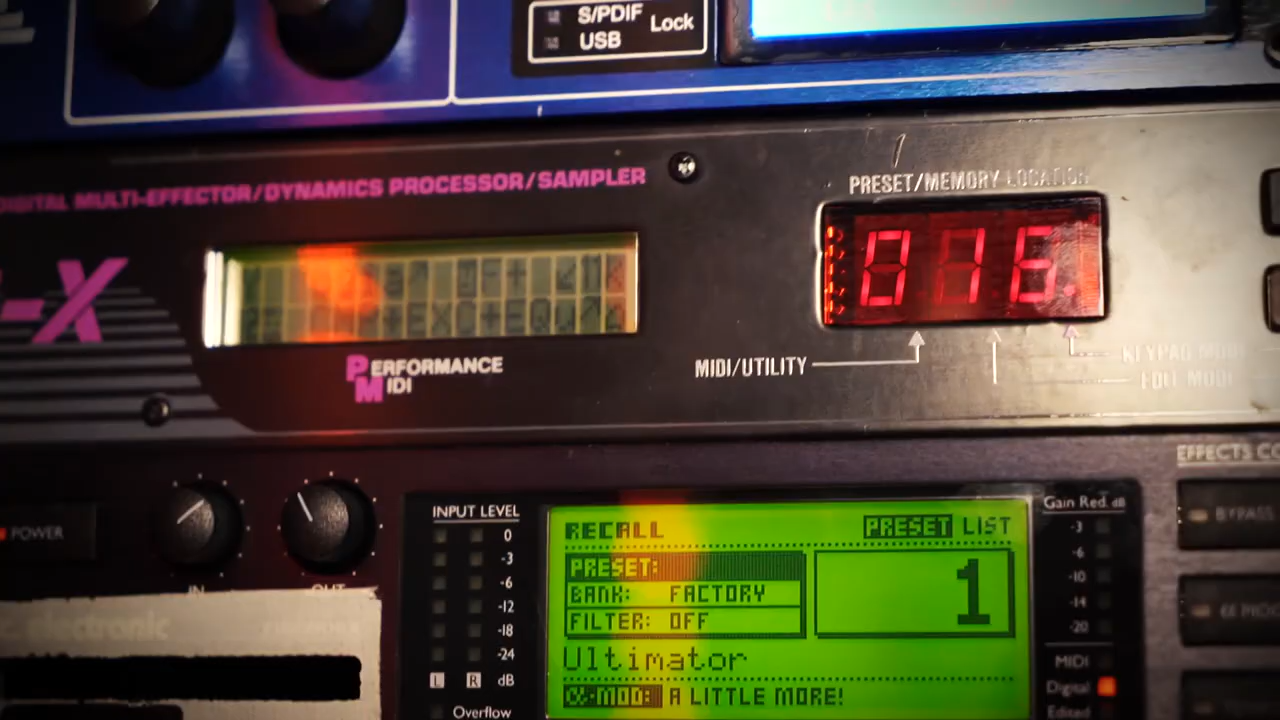 S/PDIF
USB
Lock
DIGITAL MULTI-EFFECTOR/DYNAMICS PROCESSOR/SAMPLER
PRESET/MEMORY LOCATION
-X
016.
+EXC+EQ
PERFORMANCE
MIDI
MIDI/UTILITY
KEYPAD MODE
EDIT MODE
EFFECTS
POWER
IN
OUT
INPUT LEVEL
0
-3
-6
-12
-18
-24
L R dB
Overflow
RECALL PRESET LIST
PRESET:
BANK: FACTORY
FILTER: OFF
1
Ultimator
α-MOD: A LITTLE MORE!
Gain Red. dB
-3
-6
-10
-14
-20
MIDI
Digital
Edited
BYPASS
t.c. electronic